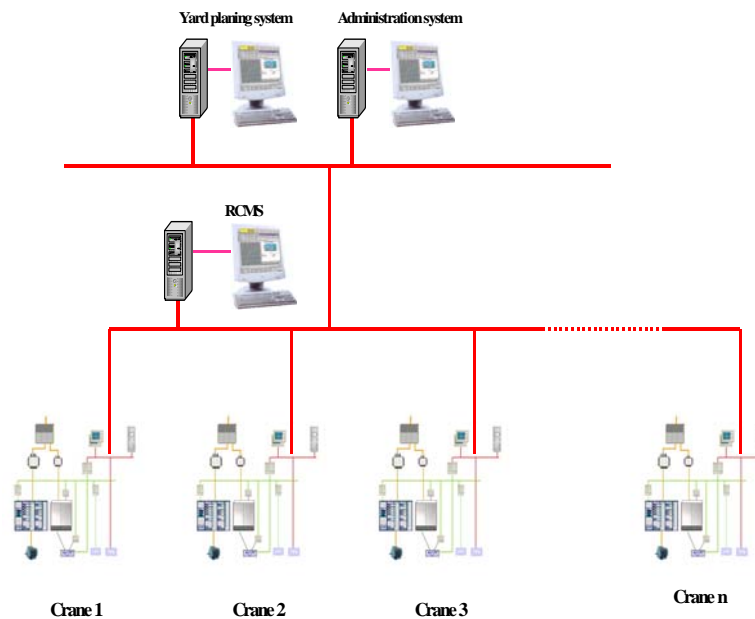 Yard planing system
Administration system
RCMS
Crane 1
Crane 2
Crane 3
Crane n